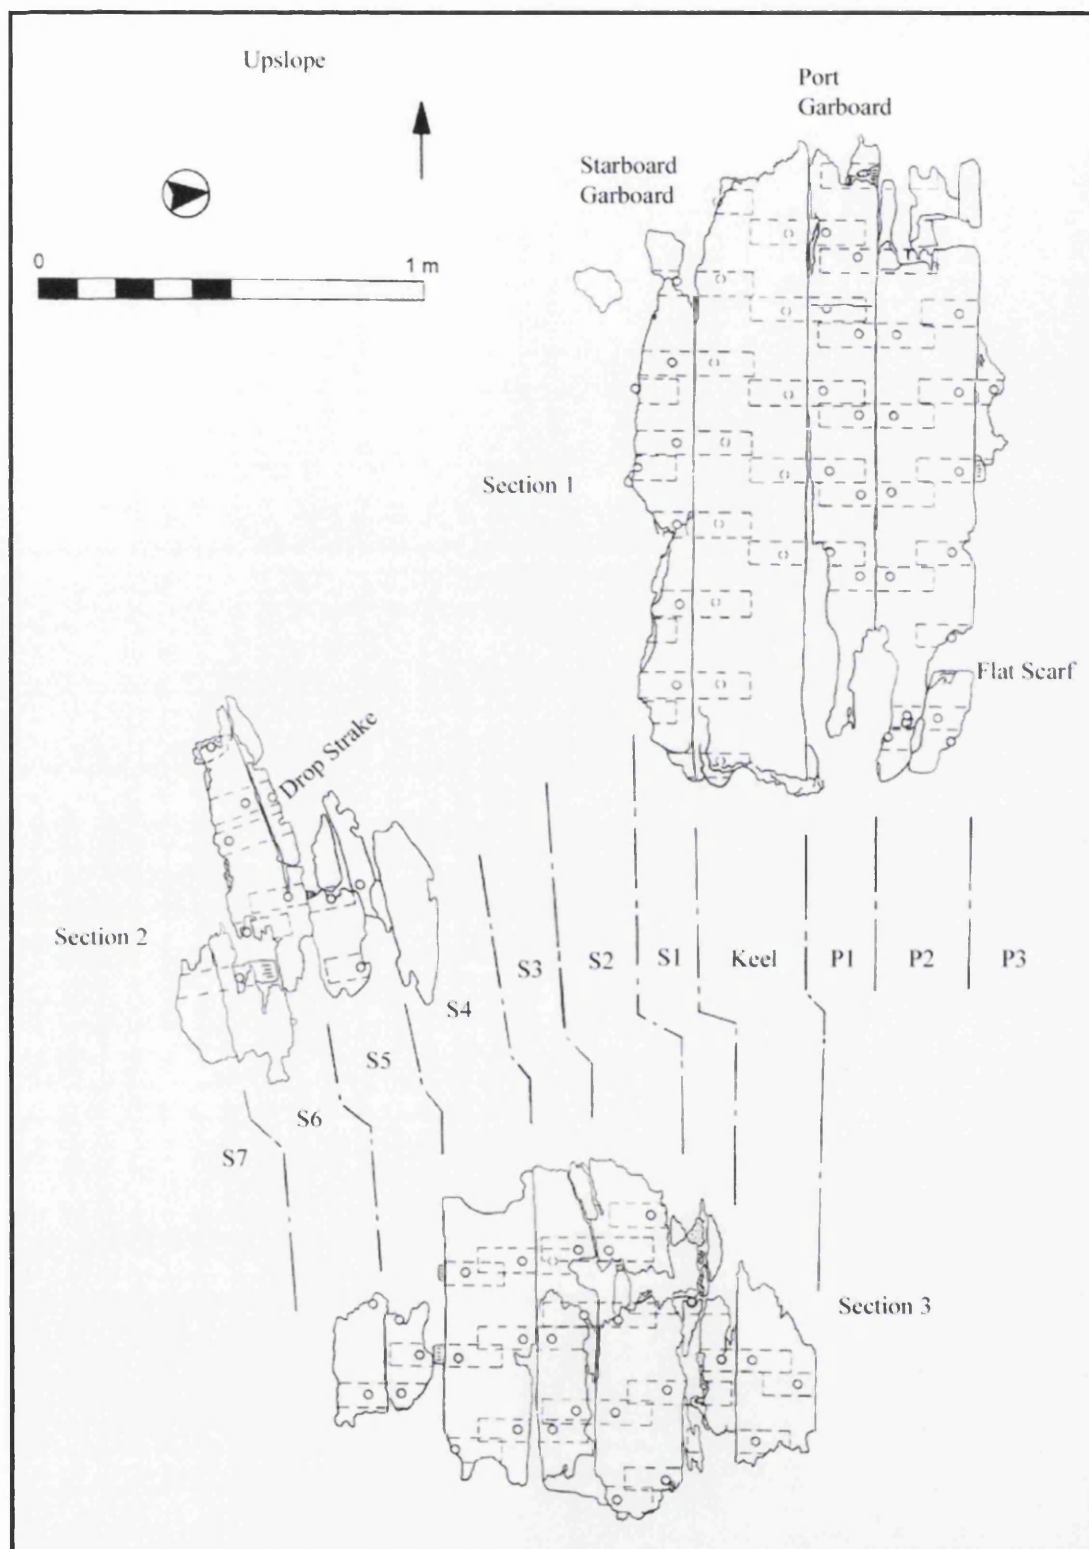 Upslope
Port
Garboard
Starboard
Garboard
0
1 m
Section 1
Flat Scarf
Drop Strake
Section 2
S7
S6
S5
S4
S3
S2
S1
Keel
P1
P2
P3
Section 3